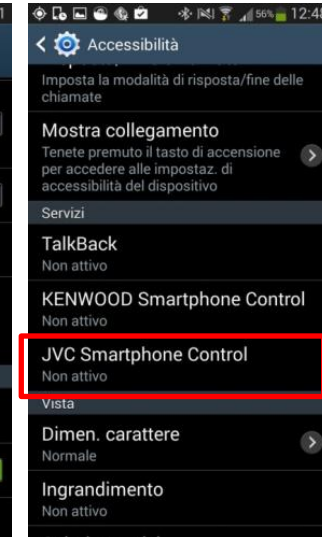 56% 12:48
Accessibilità
Imposta la modalità di risposta/fine delle
chiamate
Mostra collegamento
Tenete premuto il tasto di accensione
per accedere alle impostaz. di
accessibilità del dispositivo
Servizi
TalkBack
Non attivo
KENWOOD Smartphone Control
Non attivo
JVC Smartphone Control
Non attivo
Vista
Dimen. carattere
Normale
Ingrandimento
Non attivo